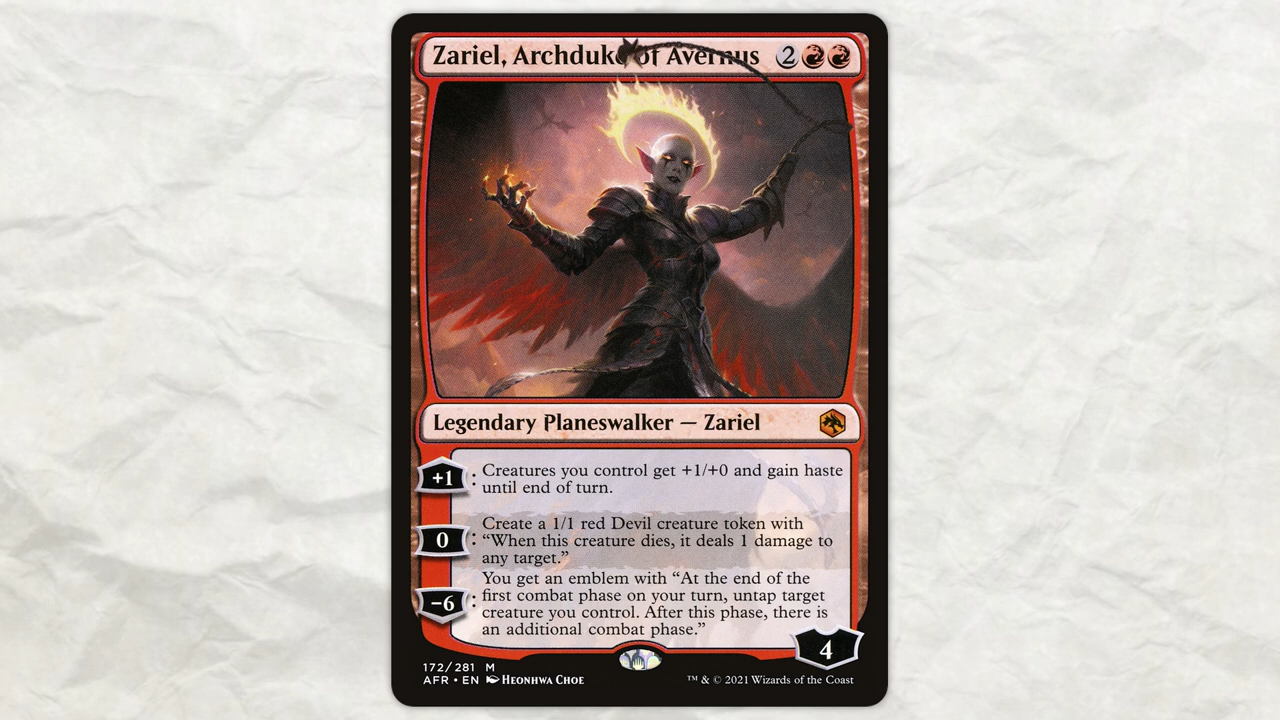 Zariel, Archduke of Avernus 2
Legendary Planeswalker — Zariel
+1 : Creatures you control get +1/+0 and gain haste
until end of turn.
0 : Create a 1/1 red Devil creature token with
“When this creature dies, it deals 1 damage to
any target.”
−6 : You get an emblem with “At the end of the
first combat phase on your turn, untap target
creature you control. After this phase, there is
an additional combat phase.”
4
172/281 M
AFR • EN Heonhwa Choe
™ & © 2021 Wizards of the Coast